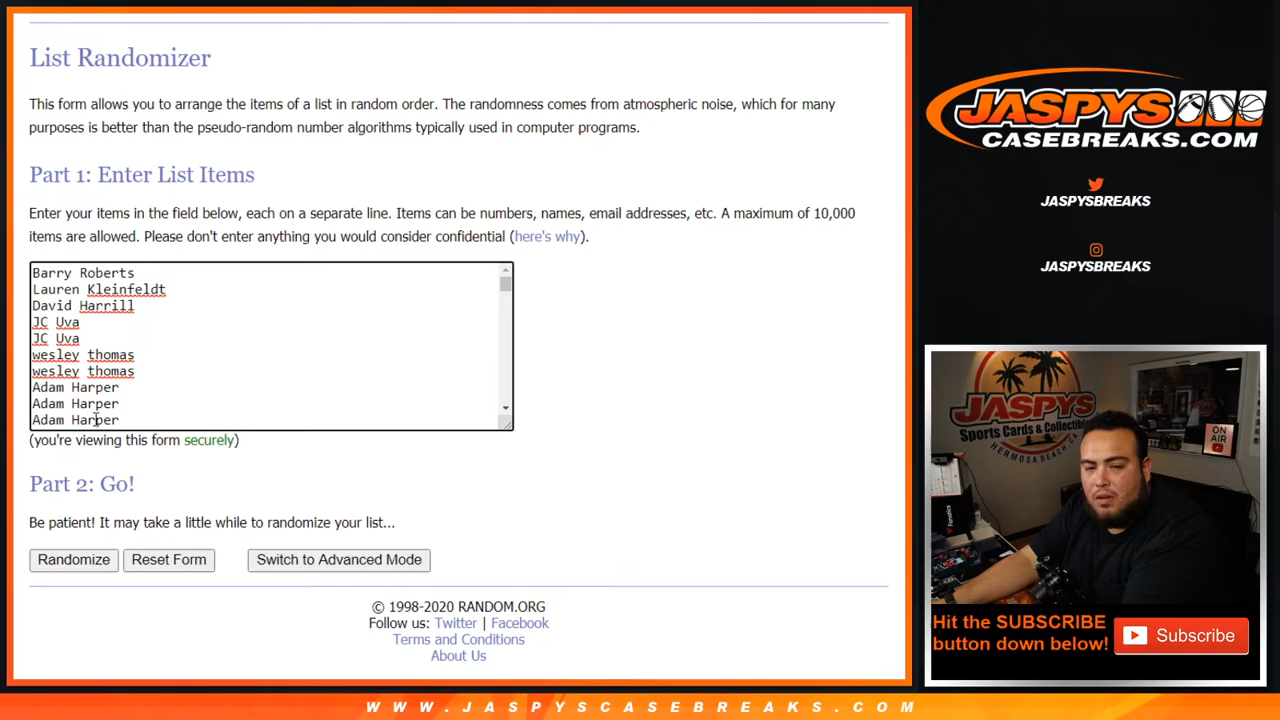 List Randomizer
This form allows you to arrange the items of a list in random order. The randomness comes from atmospheric noise, which for many
purposes is better than the pseudo-random number algorithms typically used in computer programs.
Part 1: Enter List Items
Enter your items in the field below, each on a separate line. Items can be numbers, names, email addresses, etc. A maximum of 10,000
items are allowed. Please don't enter anything you would consider confidential (here's why).
Barry Roberts
Lauren Kleinfeldt
David Harrill
JC Uva
JC Uva
wesley thomas
wesley thomas
Adam Harper
Adam Harper
Adam Harper
(you're viewing this form securely)
Part 2: Go!
Be patient! It may take a little while to randomize your list...
Randomize
Reset Form
Switch to Advanced Mode
© 1998-2020 RANDOM.ORG
Follow us: Twitter | Facebook
Terms and Conditions
About Us
JASPYS
CASEBREAKS.COM
JASPYSBREAKS
JASPYSBREAKS
JASPYS
Sports Cards & Collectibles
HERMOSA BEACH, CA
ON
AIR
Fanatics
Hit the SUBSCRIBE
button down below!
Subscribe
WWW.JASPYSCASEBREAKS.COM